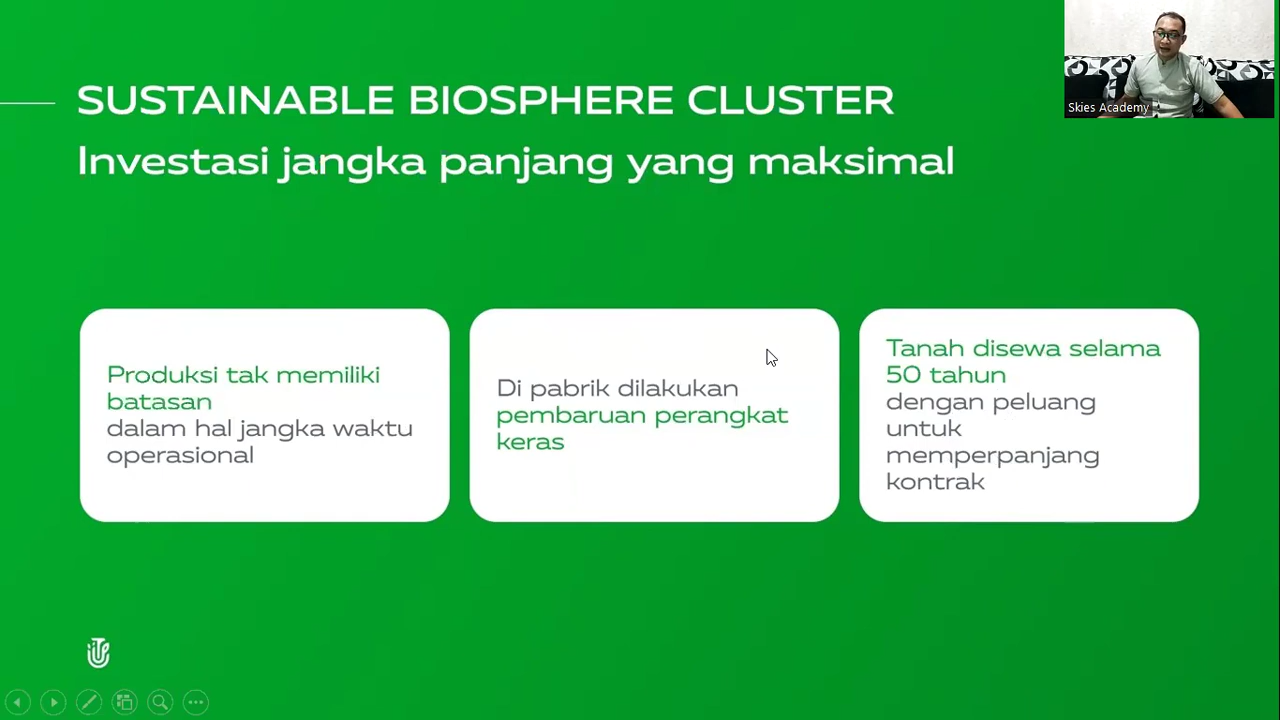 SUSTAINABLE BIOSPHERE CLUSTER
Investasi jangka panjang yang maksimal
Skies Academy
Produksi tak memiliki
batasan
dalam hal jangka waktu
operasional
Di pabrik dilakukan
pembaruan perangkat
keras
Tanah disewa selama
50 tahun
dengan peluang
untuk
memperpanjang
kontrak